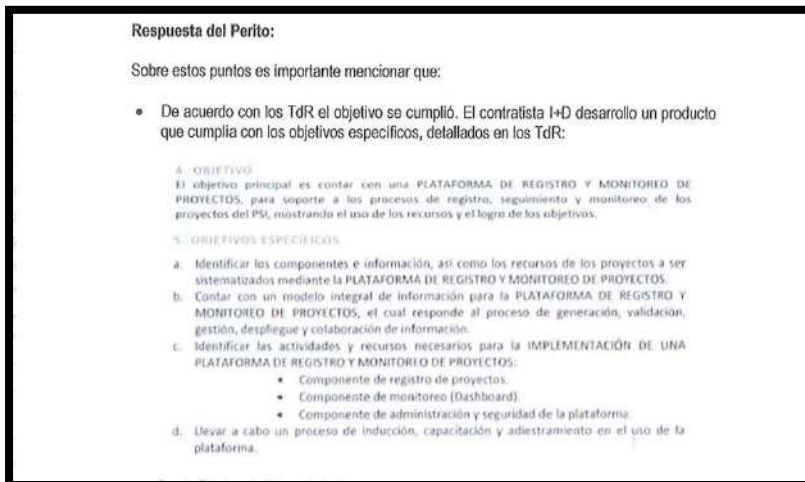 Respuesta del Perito:
Sobre estos puntos es importante mencionar que:
• De acuerdo con los TdR el objetivo se cumplió. El contratista I+D desarrollo un producto
que cumplia con los objetivos específicos, detallados en los TdR:
4. OBJETIVO
El objetivo principal es contar con una PLATAFORMA DE REGISTRO Y MONITOREO DE
PROYECTOS, para soporte a los procesos de registro, seguimiento y monitoreo de los
proyectos del PSI, mostrando el uso de los recursos y el logro de los objetivos.
5. OBJETIVOS ESPECIFICOS
a. Identificar los componentes e información, así como los recursos de los proyectos a ser
sistematizados mediante la PLATAFORMA DE REGISTRO Y MONITOREO DE PROYECTOS.
b. Contar con un modelo integral de información para la PLATAFORMA DE REGISTRO Y
MONITOREO DE PROYECTOS, el cual responde al proceso de generación, validación,
gestión, despliegue y colaboración de información.
c. Identificar las actividades y recursos necesarios para la IMPLEMENTACIÓN DE UNA
PLATAFORMA DE REGISTRO Y MONITOREO DE PROYECTOS:
• Componente de registro de proyectos.
• Componente de monitoreo (Dashboard).
• Componente de administración y seguridad de la plataforma.
d. Llevar a cabo un proceso de inducción, capacitación y adiestramiento en el uso de la
plataforma.